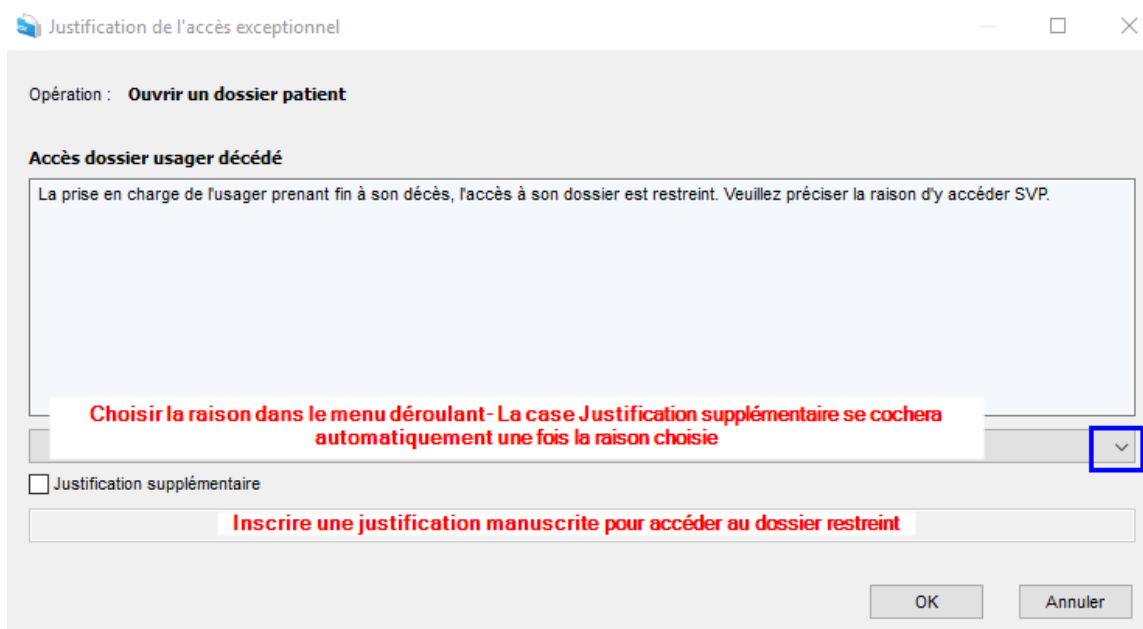 Justification de l'accès exceptionnel
Opération : Ouvrir un dossier patient
Accès dossier usager décédé
La prise en charge de l'usager prenant fin à son décès, l'accès à son dossier est restreint. Veuillez préciser la raison d'y accéder SVP.
Choisir la raison dans le menu déroulant- La case Justification supplémentaire se cochera
automatiquement une fois la raison choisie
Justification supplémentaire
Inscrire une justification manuscrite pour accéder au dossier restreint
OK Annuler